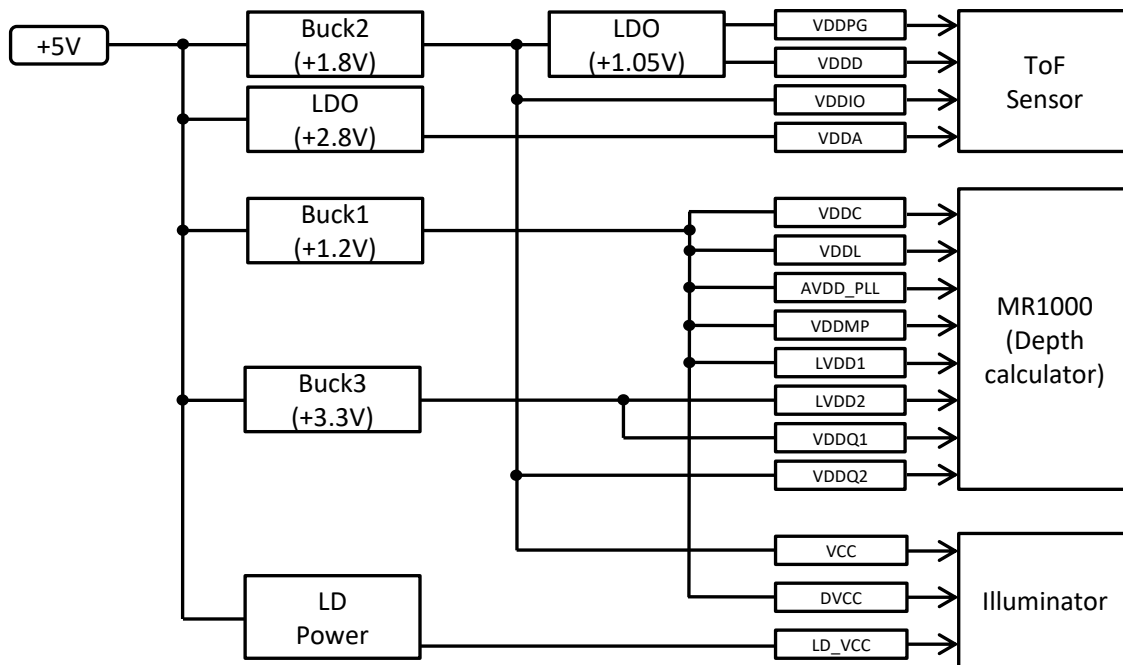 +5V
Buck2
(+1.8V)
LDO
(+1.05V)
VDDPG
VDDD
VDDIO
VDDA
ToF
Sensor
LDO
(+2.8V)
Buck1
(+1.2V)
VDDC
VDDL
AVDD_PLL
VDDMP
LVDD1
LVDD2
VDDQ1
VDDQ2
MR1000
(Depth
calculator)
Buck3
(+3.3V)
VCC
DVCC
LD_VCC
Illuminator
LD
Power